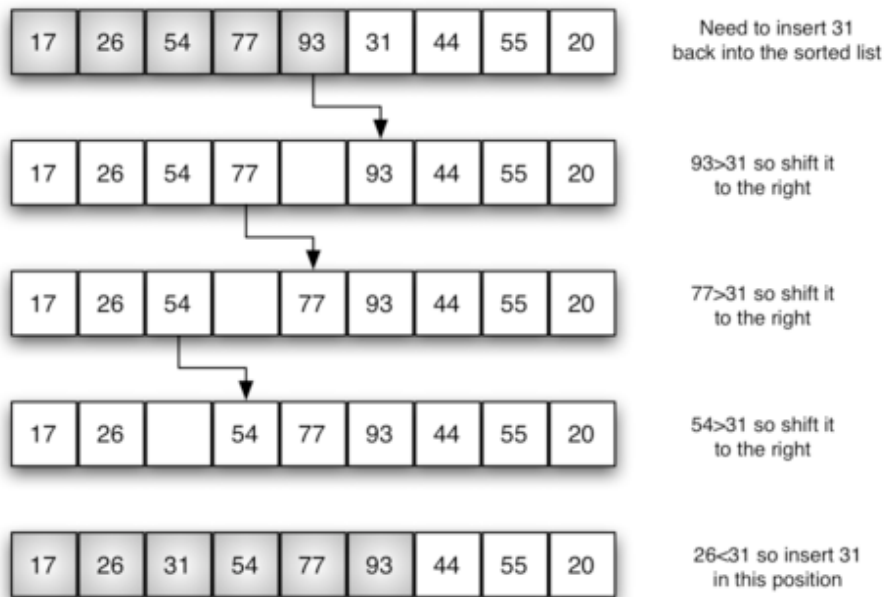 17 26 54 77 93 31 44 55 20
Need to insert 31
back into the sorted list
17 26 54 77 93 44 55 20
93>31 so shift it
to the right
17 26 54 77 93 44 55 20
77>31 so shift it
to the right
17 26 54 77 93 44 55 20
54>31 so shift it
to the right
17 26 31 54 77 93 44 55 20
26<31 so insert 31
in this position